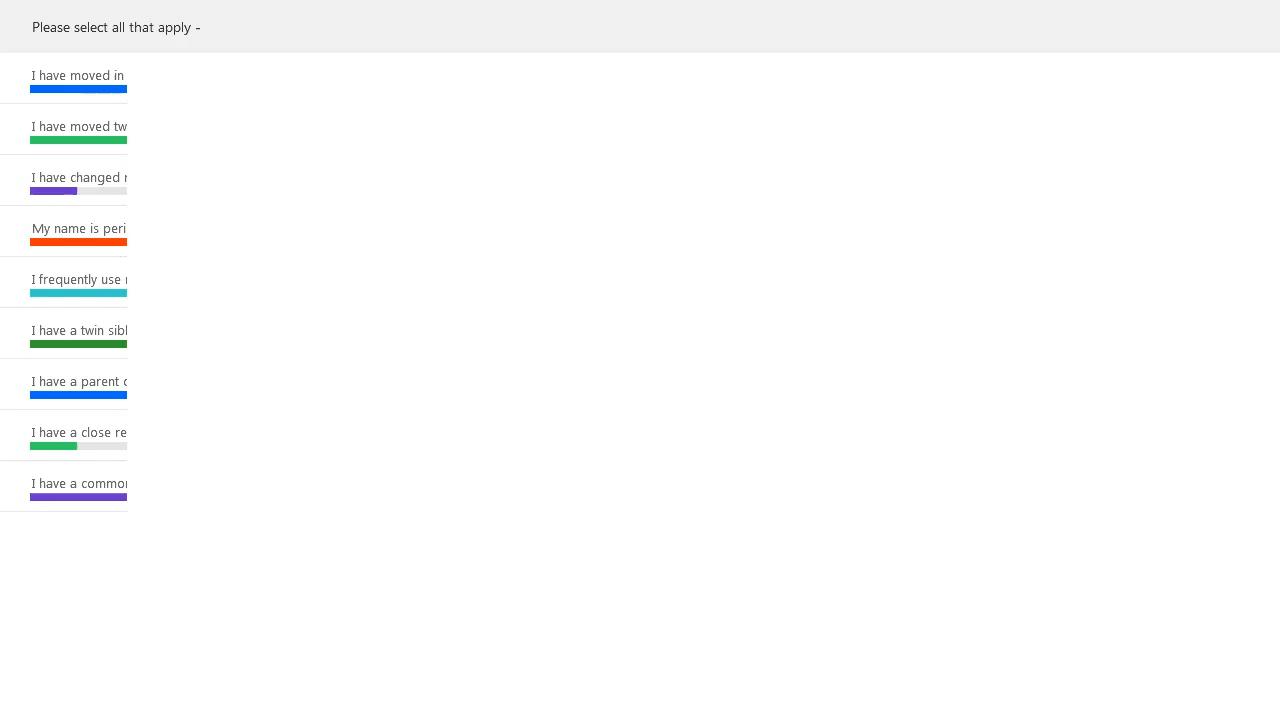 Please select all that apply -
I have moved in
I have moved tw
I have changed
My name is peri
I frequently use
I have a twin sibl
I have a parent
I have a close re
I have a common